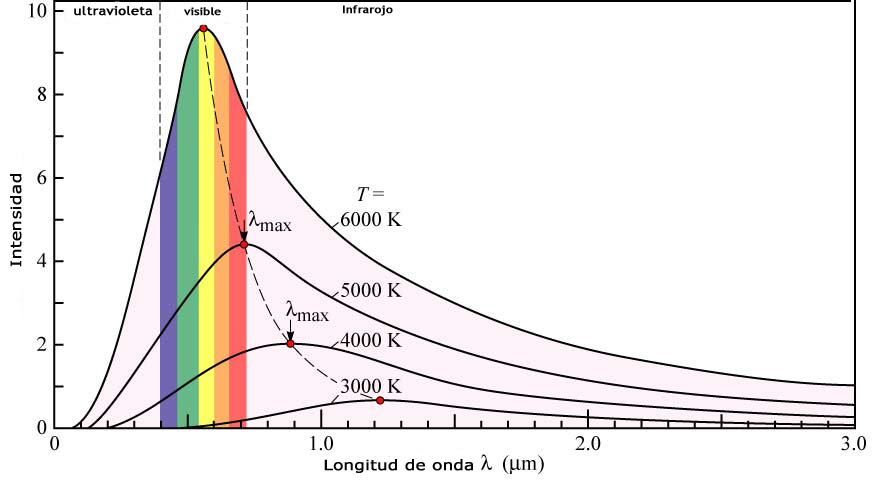 ultravioleta
visible
Infrarojo
10
8
6
4
2
0
Intensidad
T =
6000 K
5000 K
4000 K
3000 K
λmax
λmax
0
1.0
2.0
3.0
Longitud de onda λ (μm)